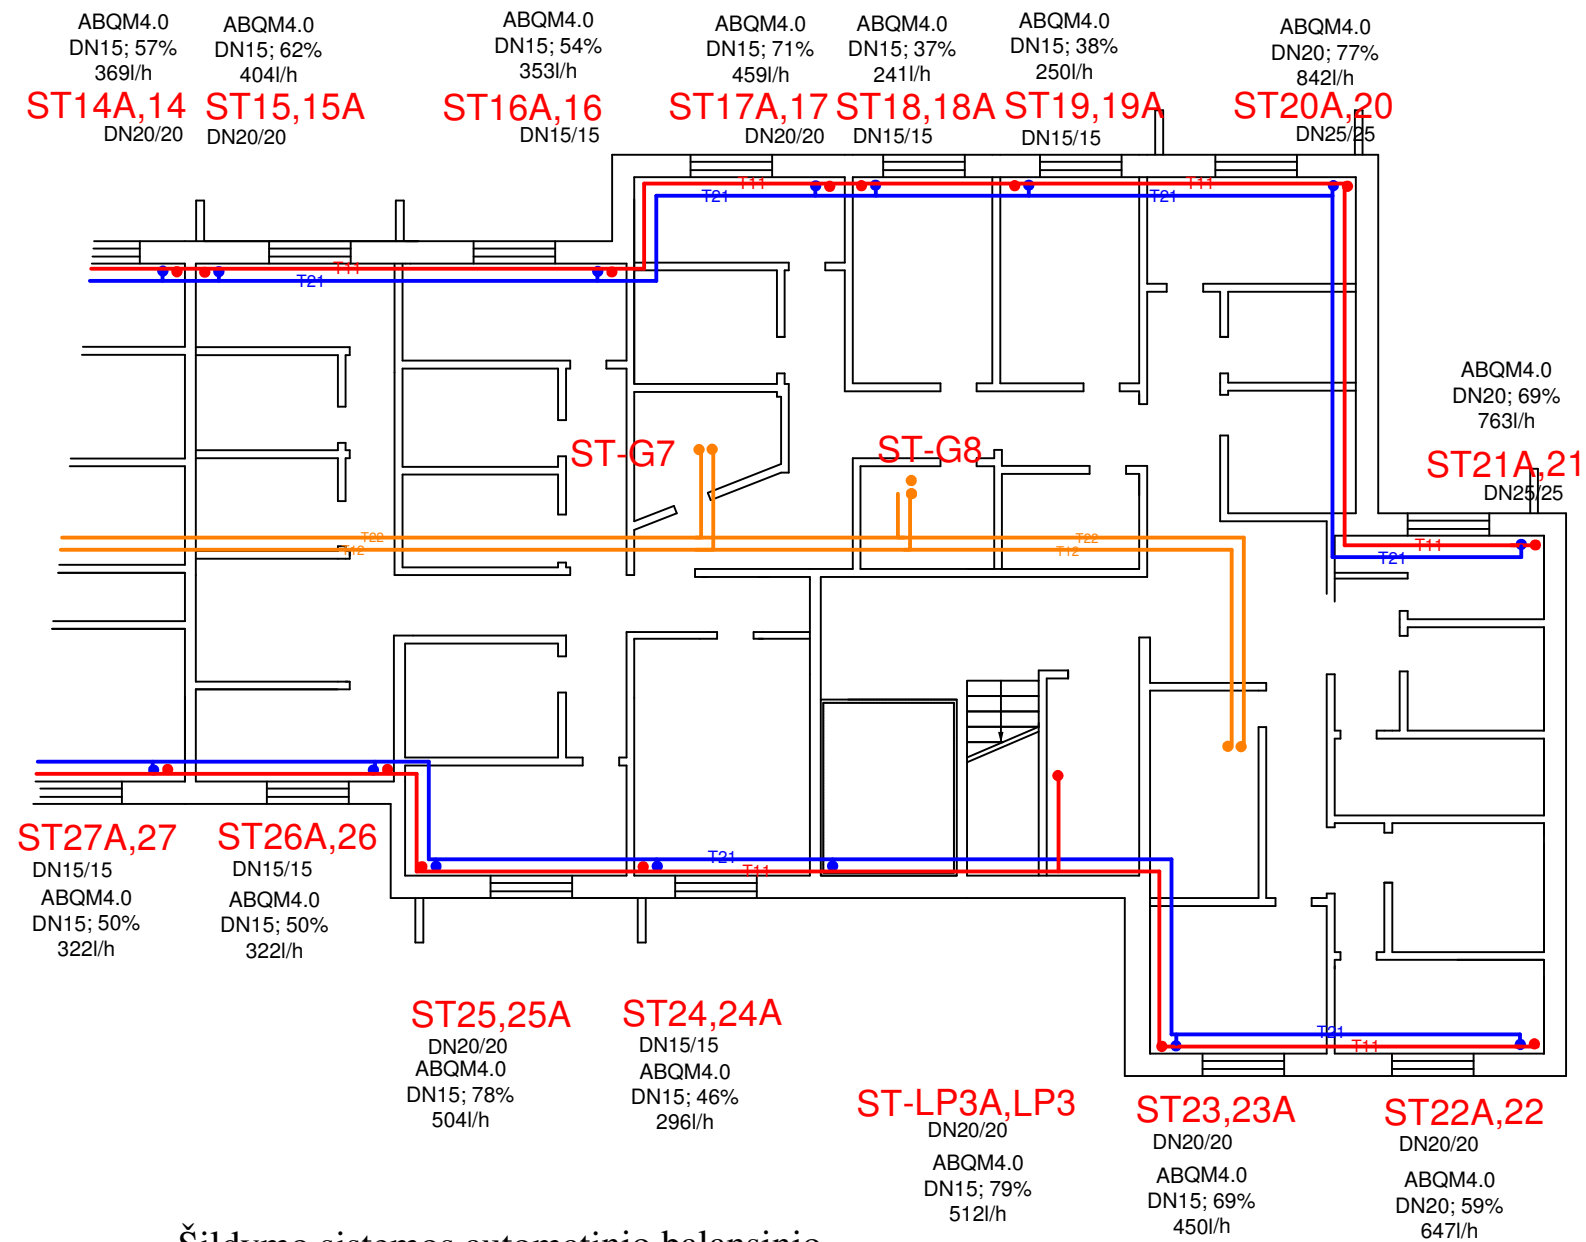 ABQM4.0
DN15; 57%
369l/h
ST14A,14
DN20/20
ABQM4.0
DN15; 62%
404l/h
ST15,15A
DN20/20
ABQM4.0
DN15; 54%
353l/h
ST16A,16
DN15/15
ABQM4.0
DN15; 71%
459l/h
ST17A,17
DN20/20
ABQM4.0
DN15; 37%
241l/h
ST18,18A
DN15/15
ABQM4.0
DN15; 38%
250l/h
ST19,19A
DN15/15
ABQM4.0
DN20; 77%
842l/h
ST20A,20
DN25/25
T11
T21
T11
T21
T11
T21
ABQM4.0
DN20; 69%
763l/h
ST21A,21
DN25/25
ST-G7
ST-G8
T22
T12
T22
T12
T11
T21
ST27A,27
DN15/15
ABQM4.0
DN15; 50%
322l/h
ST26A,26
DN15/15
ABQM4.0
DN15; 50%
322l/h
T21
T11
ST25,25A
DN20/20
ABQM4.0
DN15; 78%
504l/h
ST24,24A
DN15/15
ABQM4.0
DN15; 46%
296l/h
T21
T11
ST-LP3A,LP3
DN20/20
ABQM4.0
DN15; 79%
512l/h
ST23,23A
DN20/20
ABQM4.0
DN15; 69%
450l/h
ST22A,22
DN20/20
ABQM4.0
DN20; 59%
647l/h
Šildymo sistemos automatinio balansinio